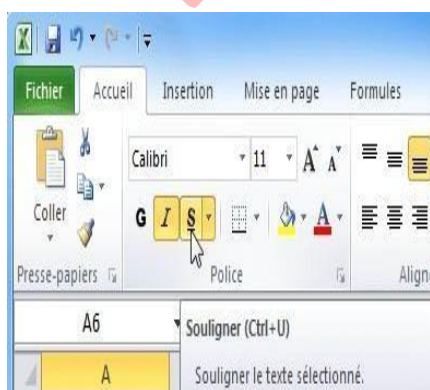 Fichier Accueil Insertion Mise en page Formules
Calibri 11 A A
Coller G I S A
Presse-papiers Police Align
A6 Souligner (Ctrl+U)
A Souligner le texte sélectionné.